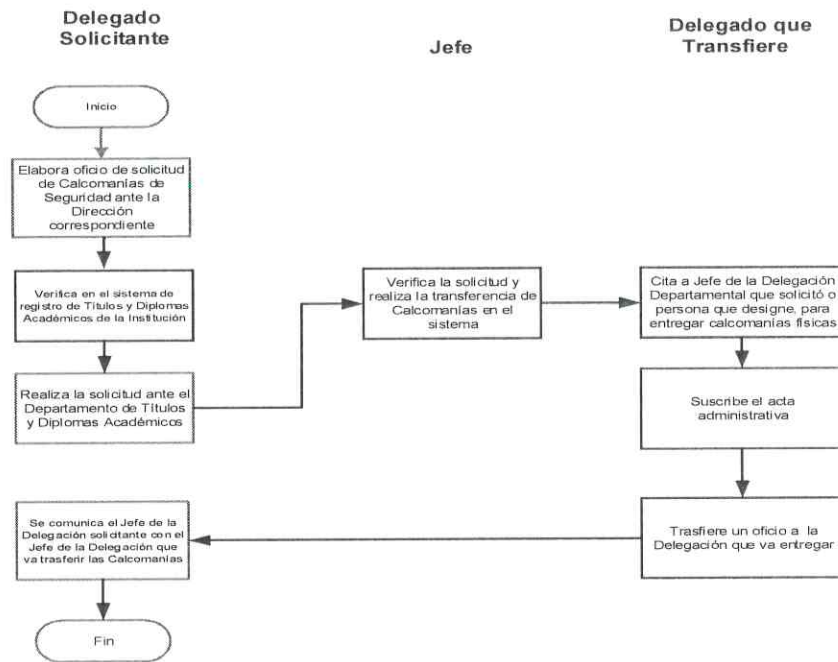 Delegado
Solicitante
Jefe
Delegado que
Transfiere
Inicio
Elabora oficio de solicitud
de Calcomanías de
Seguridad ante la
Dirección
correspondiente
Verifica en el sistema de
registro de Títulos y Diplomas
Académicos de la Institución
Realiza la solicitud ante el
Departamento de Títulos
y Diplomas Académicos
Verifica la solicitud y
realiza la transferencia de
Calcomanías en el
sistema
Cita a Jefe de la Delegación
Departamental que solicitó o
persona que designe, para
entregar calcomanías físicas
Suscribe el acta
administrativa
Trasfiere un oficio a la
Delegación que va entregar
Se comunica el Jefe de la
Delegación solicitante con el
Jefe de la Delegación que
va trasferir las Calcomanías
Fin